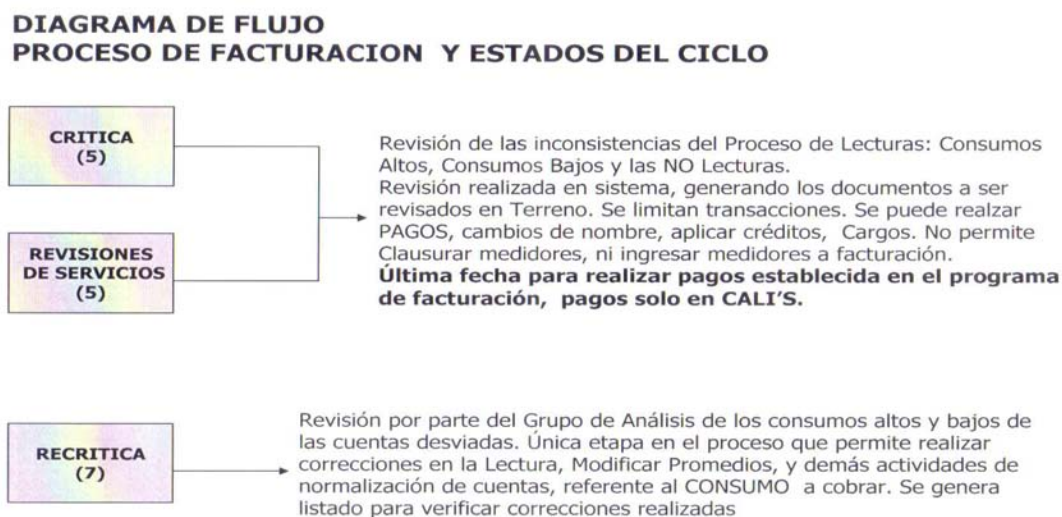 DIAGRAMA DE FLUJO
PROCESO DE FACTURACION Y ESTADOS DEL CICLO
CRITICA
(5)
Revisión de las inconsistencias del Proceso de Lecturas: Consumos
Altos, Consumos Bajos y las NO Lecturas.
Revisión realizada en sistema, generando los documentos a ser
revisados en Terreno. Se limitan transacciones. Se puede realzar
PAGOS, cambios de nombre, aplicar créditos, Cargos. No permite
Clausurar medidores, ni ingresar medidores a facturación.
Última fecha para realizar pagos establecida en el programa
de facturación, pagos solo en CALI'S.
REVISIONES
DE SERVICIOS
(5)
RECRITICA
(7)
Revisión por parte del Grupo de Análisis de los consumos altos y bajos de
las cuentas desviadas. Única etapa en el proceso que permite realizar
correcciones en la Lectura, Modificar Promedios, y demás actividades de
normalización de cuentas, referente al CONSUMO a cobrar. Se genera
listado para verificar correcciones realizadas